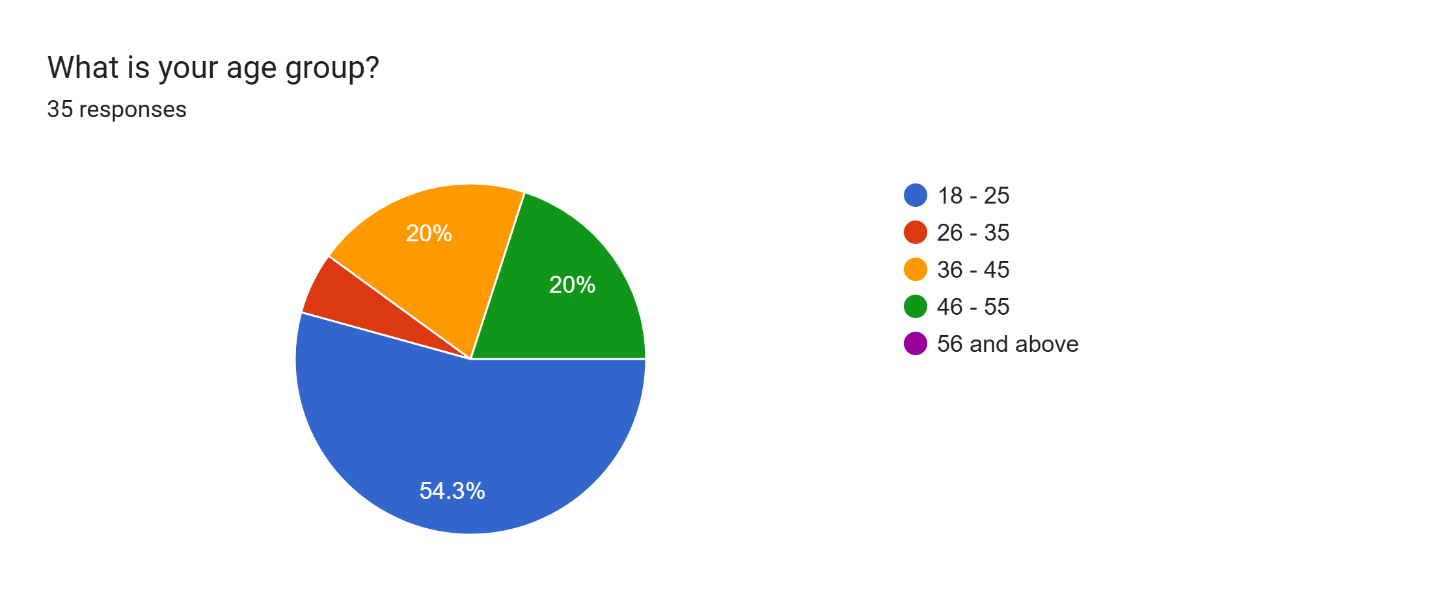 What is your age group?
35 responses
20%
20%
54.3%
18 - 25
26 - 35
36 - 45
46 - 55
56 and above